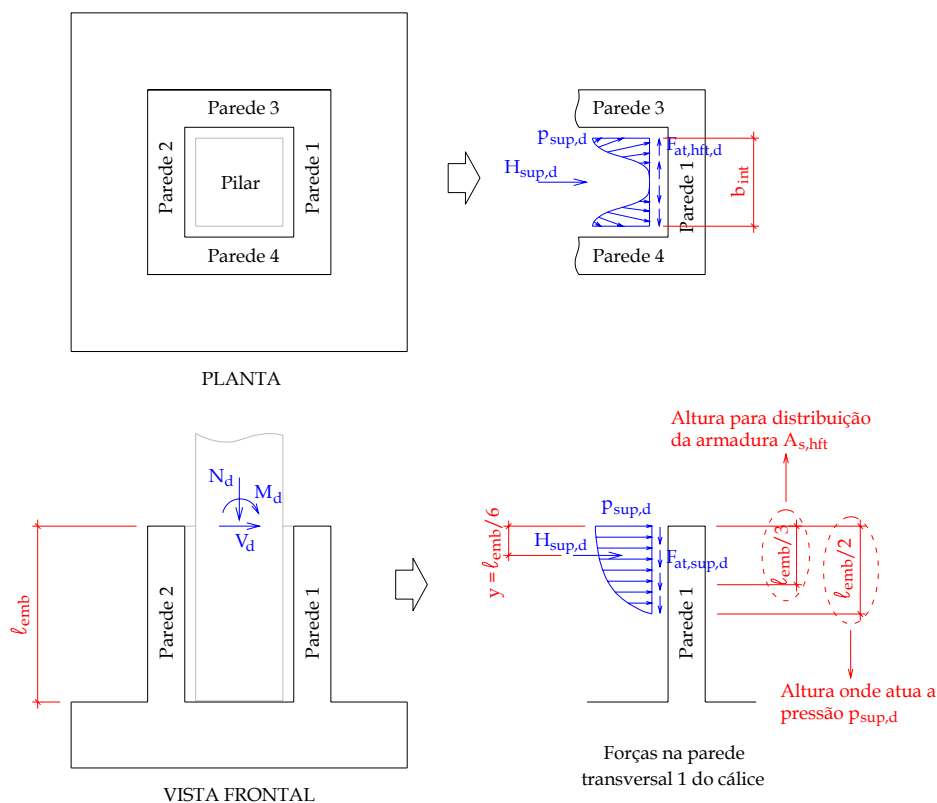 Parede 3
Parede 2
Pilar
Parede 1
Parede 4
PLANTA
Parede 3
p_sup,d
F_at,hft,d
H_sup,d
Parede 1
b_int
Parede 4
Altura para distribuição
da armadura A_s,hft
N_d
M_d
V_d
ℓ_emb
Parede 2
Parede 1
VISTA FRONTAL
y = ℓ_emb/6
p_sup,d
H_sup,d
F_at,sup,d
Parede 1
ℓ_emb/3
ℓ_emb/2
Altura onde atua a
pressão p_sup,d
Forças na parede
transversal 1 do cálice